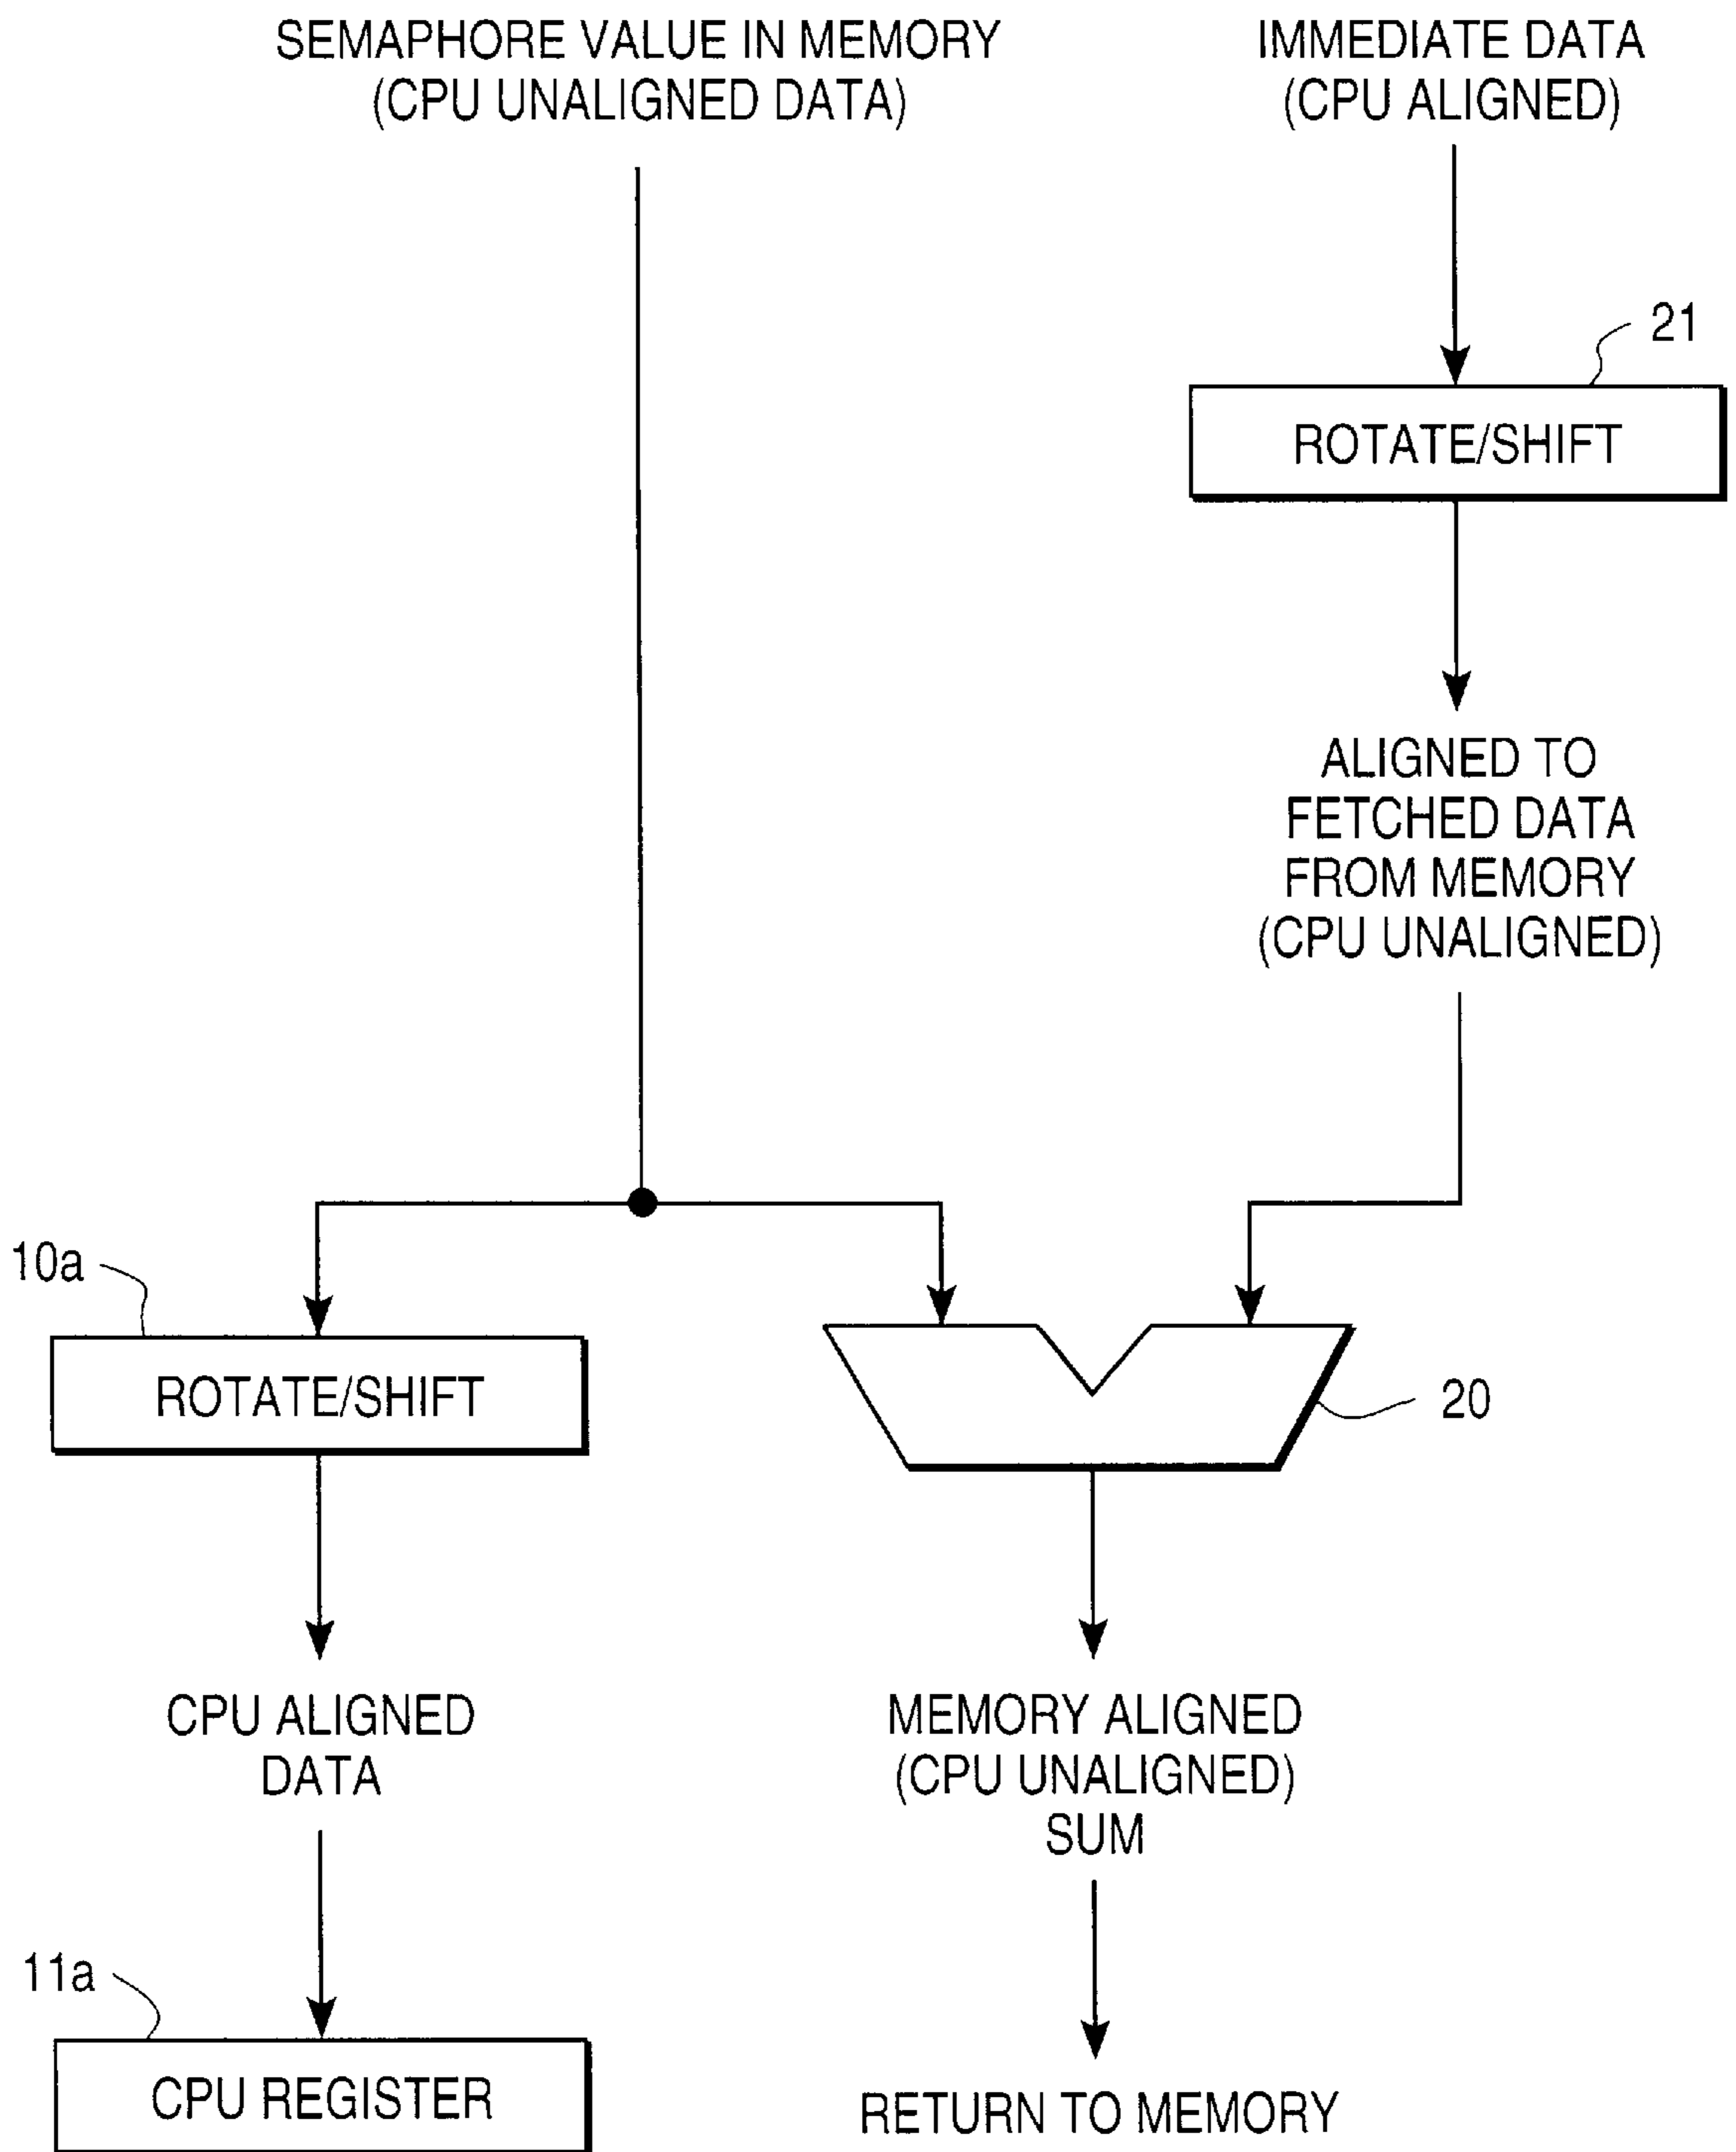 SEMAPHORE VALUE IN MEMORY
(CPU UNALIGNED DATA)
IMMEDIATE DATA
(CPU ALIGNED)
21
ROTATE/SHIFT
ALIGNED TO
FETCHED DATA
FROM MEMORY
(CPU UNALIGNED)
10a
ROTATE/SHIFT
20
CPU ALIGNED
DATA
MEMORY ALIGNED
(CPU UNALIGNED)
SUM
11a
CPU REGISTER
RETURN TO MEMORY